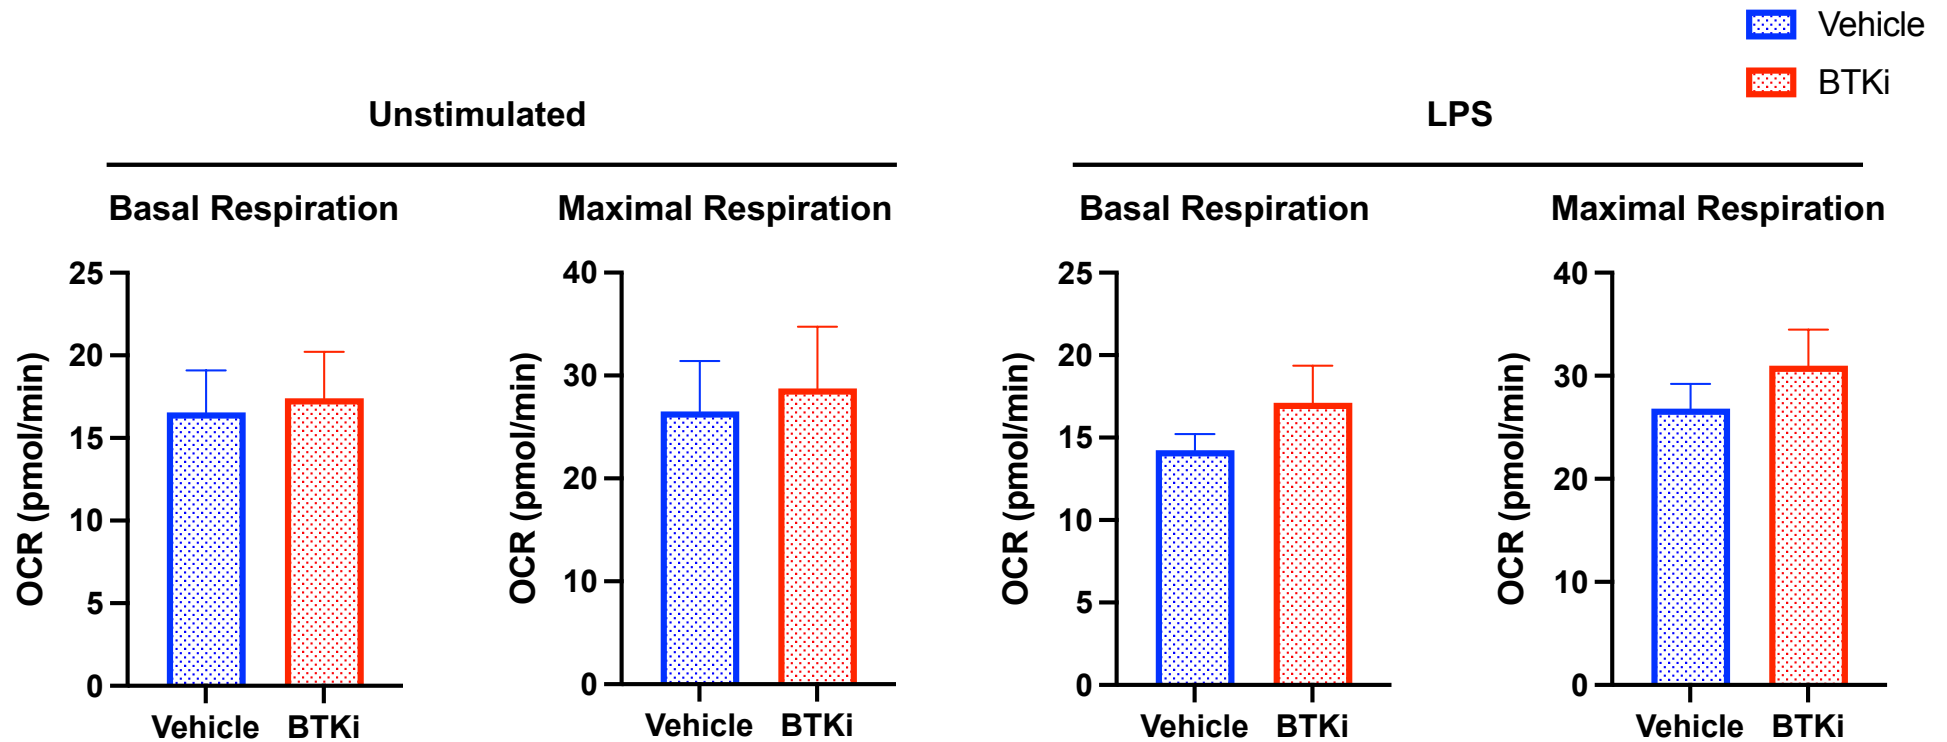 Vehicle
BTKi
Unstimulated
LPS
Basal Respiration
Maximal Respiration
Basal Respiration
Maximal Respiration
OCR (pmol/min)
25
20
15
10
5
0
Vehicle BTKi
OCR (pmol/min)
40
30
20
10
0
Vehicle BTKi
OCR (pmol/min)
25
20
15
10
5
0
Vehicle BTKi
OCR (pmol/min)
40
30
20
10
0
Vehicle BTKi